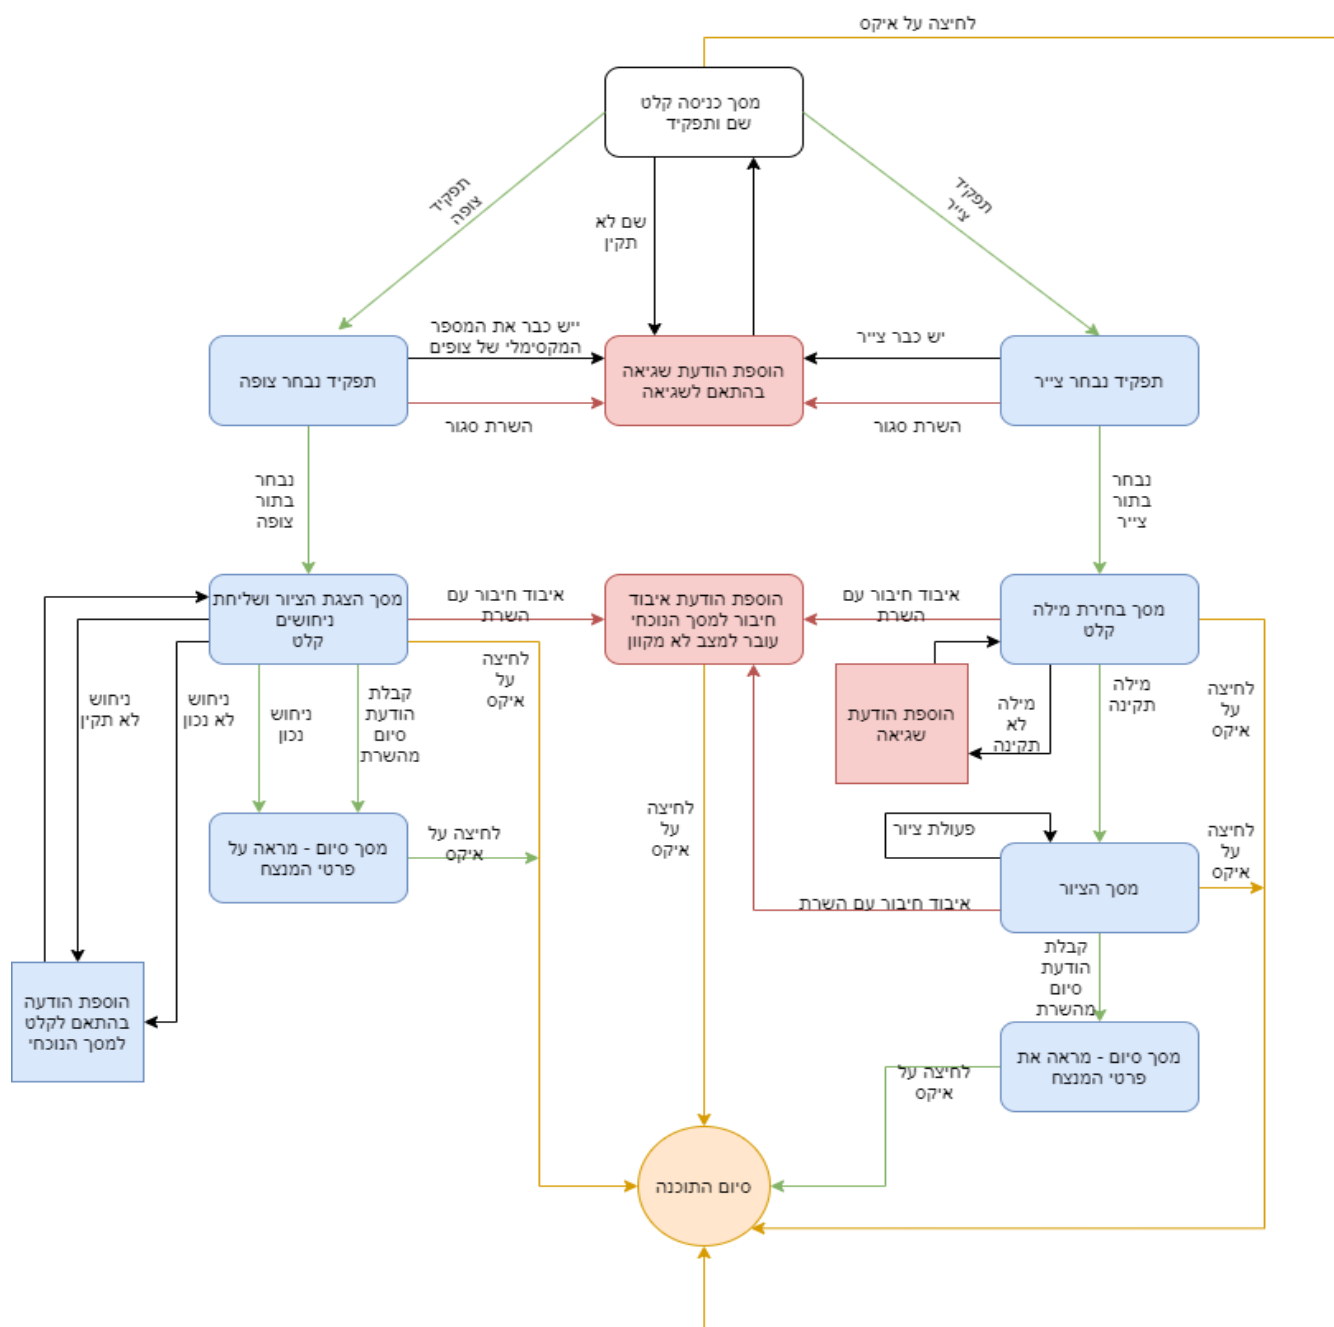 לחיצה על איקס
מסך כניסה קלט
שם ותפקיד
תפקיד
צייר
תפקיד
צופה
שם לא
תקין
יש כבר צייר
ייש כבר את המספר
המקסימלי של צופים
תפקיד נבחר צייר
הוספת הודעת שגיאה
בהתאם לשגיאה
תפקיד נבחר צופה
השרת סגור
השרת סגור
נבחר
בתור
צייר
נבחר
בתור
צופה
מסך בחירת מילה
קלט
איבוד חיבור עם
השרת
הוספת הודעת איבוד
חיבור למסך הנוכחי
עובר למצב לא מקוון
איבוד חיבור עם
השרת
מסך הצגת הציור ושליחת
ניחושים
קלט
לחיצה
על
איקס
מילה
תקינה
מילה
לא
תקינה
הוספת הודעת
שגיאה
לחיצה
על
איקס
קבלת
הודעת
סיום
מהשרת
ניחוש
נכון
ניחוש
לא נכון
ניחוש
לא תקין
לחיצה
על
איקס
פעולת ציור
לחיצה
על
איקס
לחיצה על
איקס
מסך סיום - מראה על
פרטי המנצח
מסך הציור
איבוד חיבור עם השרת
קבלת
הודעת
סיום
מהשרת
הוספת הודעה
בהתאם לקלט
למסך הנוכחי
מסך סיום - מראה את
פרטי המנצח
לחיצה על
איקס
סיום התוכנה